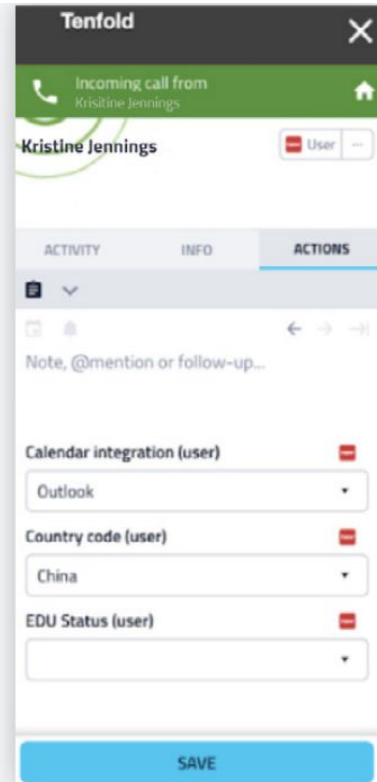 Tenfold
Incoming call from
Krisitine Jennings
Kristine Jennings
User
ACTIVITY INFO ACTIONS
Note, @mention or follow-up...
Calendar integration (user)
Outlook
Country code (user)
China
EDU Status (user)
SAVE